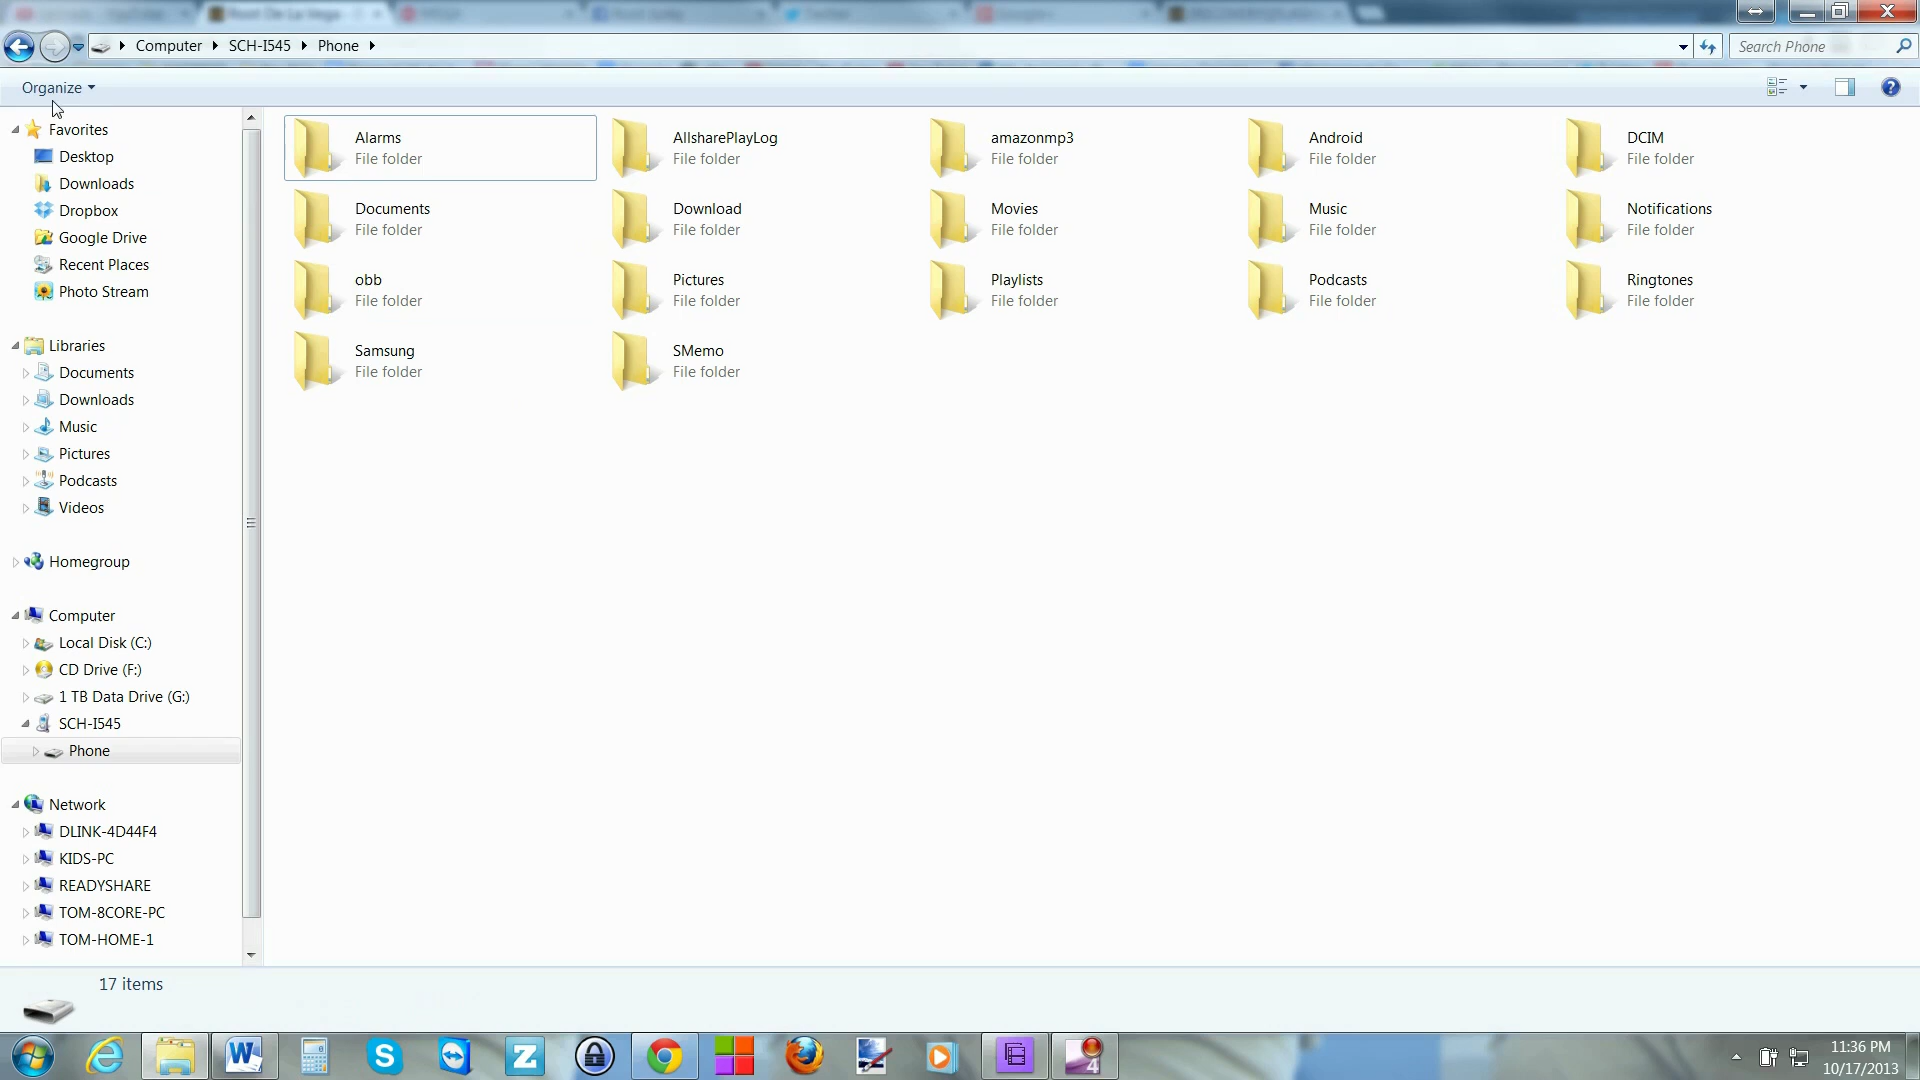 Computer SCH-I545 Phone
Search Phone
Organize
Favorites
Desktop
Downloads
Dropbox
Google Drive
Recent Places
Photo Stream
Libraries
Documents
Downloads
Music
Pictures
Podcasts
Videos
Homegroup
Computer
Local Disk (C:)
CD Drive (F:)
1 TB Data Drive (G:)
SCH-I545
Phone
Network
DLINK-4D44F4
KIDS-PC
READYSHARE
TOM-8CORE-PC
TOM-HOME-1
Alarms
File folder
AllsharePlayLog
File folder
amazonmp3
File folder
Android
File folder
DCIM
File folder
Documents
File folder
Download
File folder
Movies
File folder
Music
File folder
Notifications
File folder
obb
File folder
Pictures
File folder
Playlists
File folder
Podcasts
File folder
Ringtones
File folder
Samsung
File folder
SMemo
File folder
17 items
W
S
Z
4
11:36 PM
10/17/2013